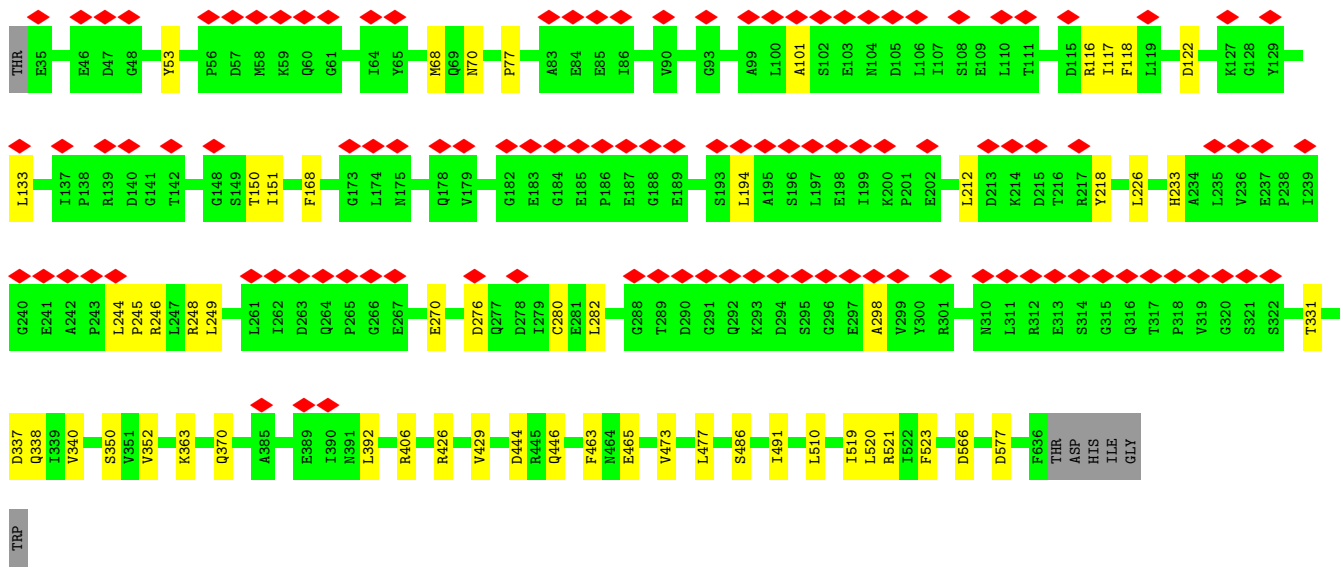 THR E35 E46 D47 G48 Y53 P56 D57 M58 K59 Q60 G61 I64 Y65 M68 Q69 N70 P77 A83 E84 E85 I86 V90 G93 A99 L100 A101 S102 E103 N104 D105 L106 I107 S108 E109 L110 T111 D115 R116 I117 F118 L119 D122 K127 G128 Y129
L133 I137 P138 R139 D140 G141 T142 G148 S149 T150 I151 F168 G173 L174 N175 Q178 V179 G182 E183 G184 E185 P186 E187 G188 E189 S193 L194 A195 S196 L197 E198 I199 K200 P201 E202 L212 D213 K214 D215 T216 R217 Y218 L226 H233 A234 L235 V236 E237 P238 I239
G240 E241 A242 P243 L244 P245 R246 L247 R248 L249 L261 I262 D263 Q264 P265 G266 E267 E270 D276 Q277 D278 I279 C280 E281 L282 G288 T289 D290 G291 Q292 K293 D294 S295 G296 E297 A298 V299 Y300 R301 N310 L311 R312 E313 S314 G315 Q316 T317 P318 V319 G320 S321 S322 T331
D337 Q338 I339 V340 S350 V351 V352 K363 Q370 A385 E389 I390 N391 L392 R406 R426 V429 D444 R445 Q446 F463 N464 E465 V473 L477 S486 I491 L510 I519 L520 R521 I522 F523 D566 D577 F636 THR ASP HIS ILE GLY
TRP